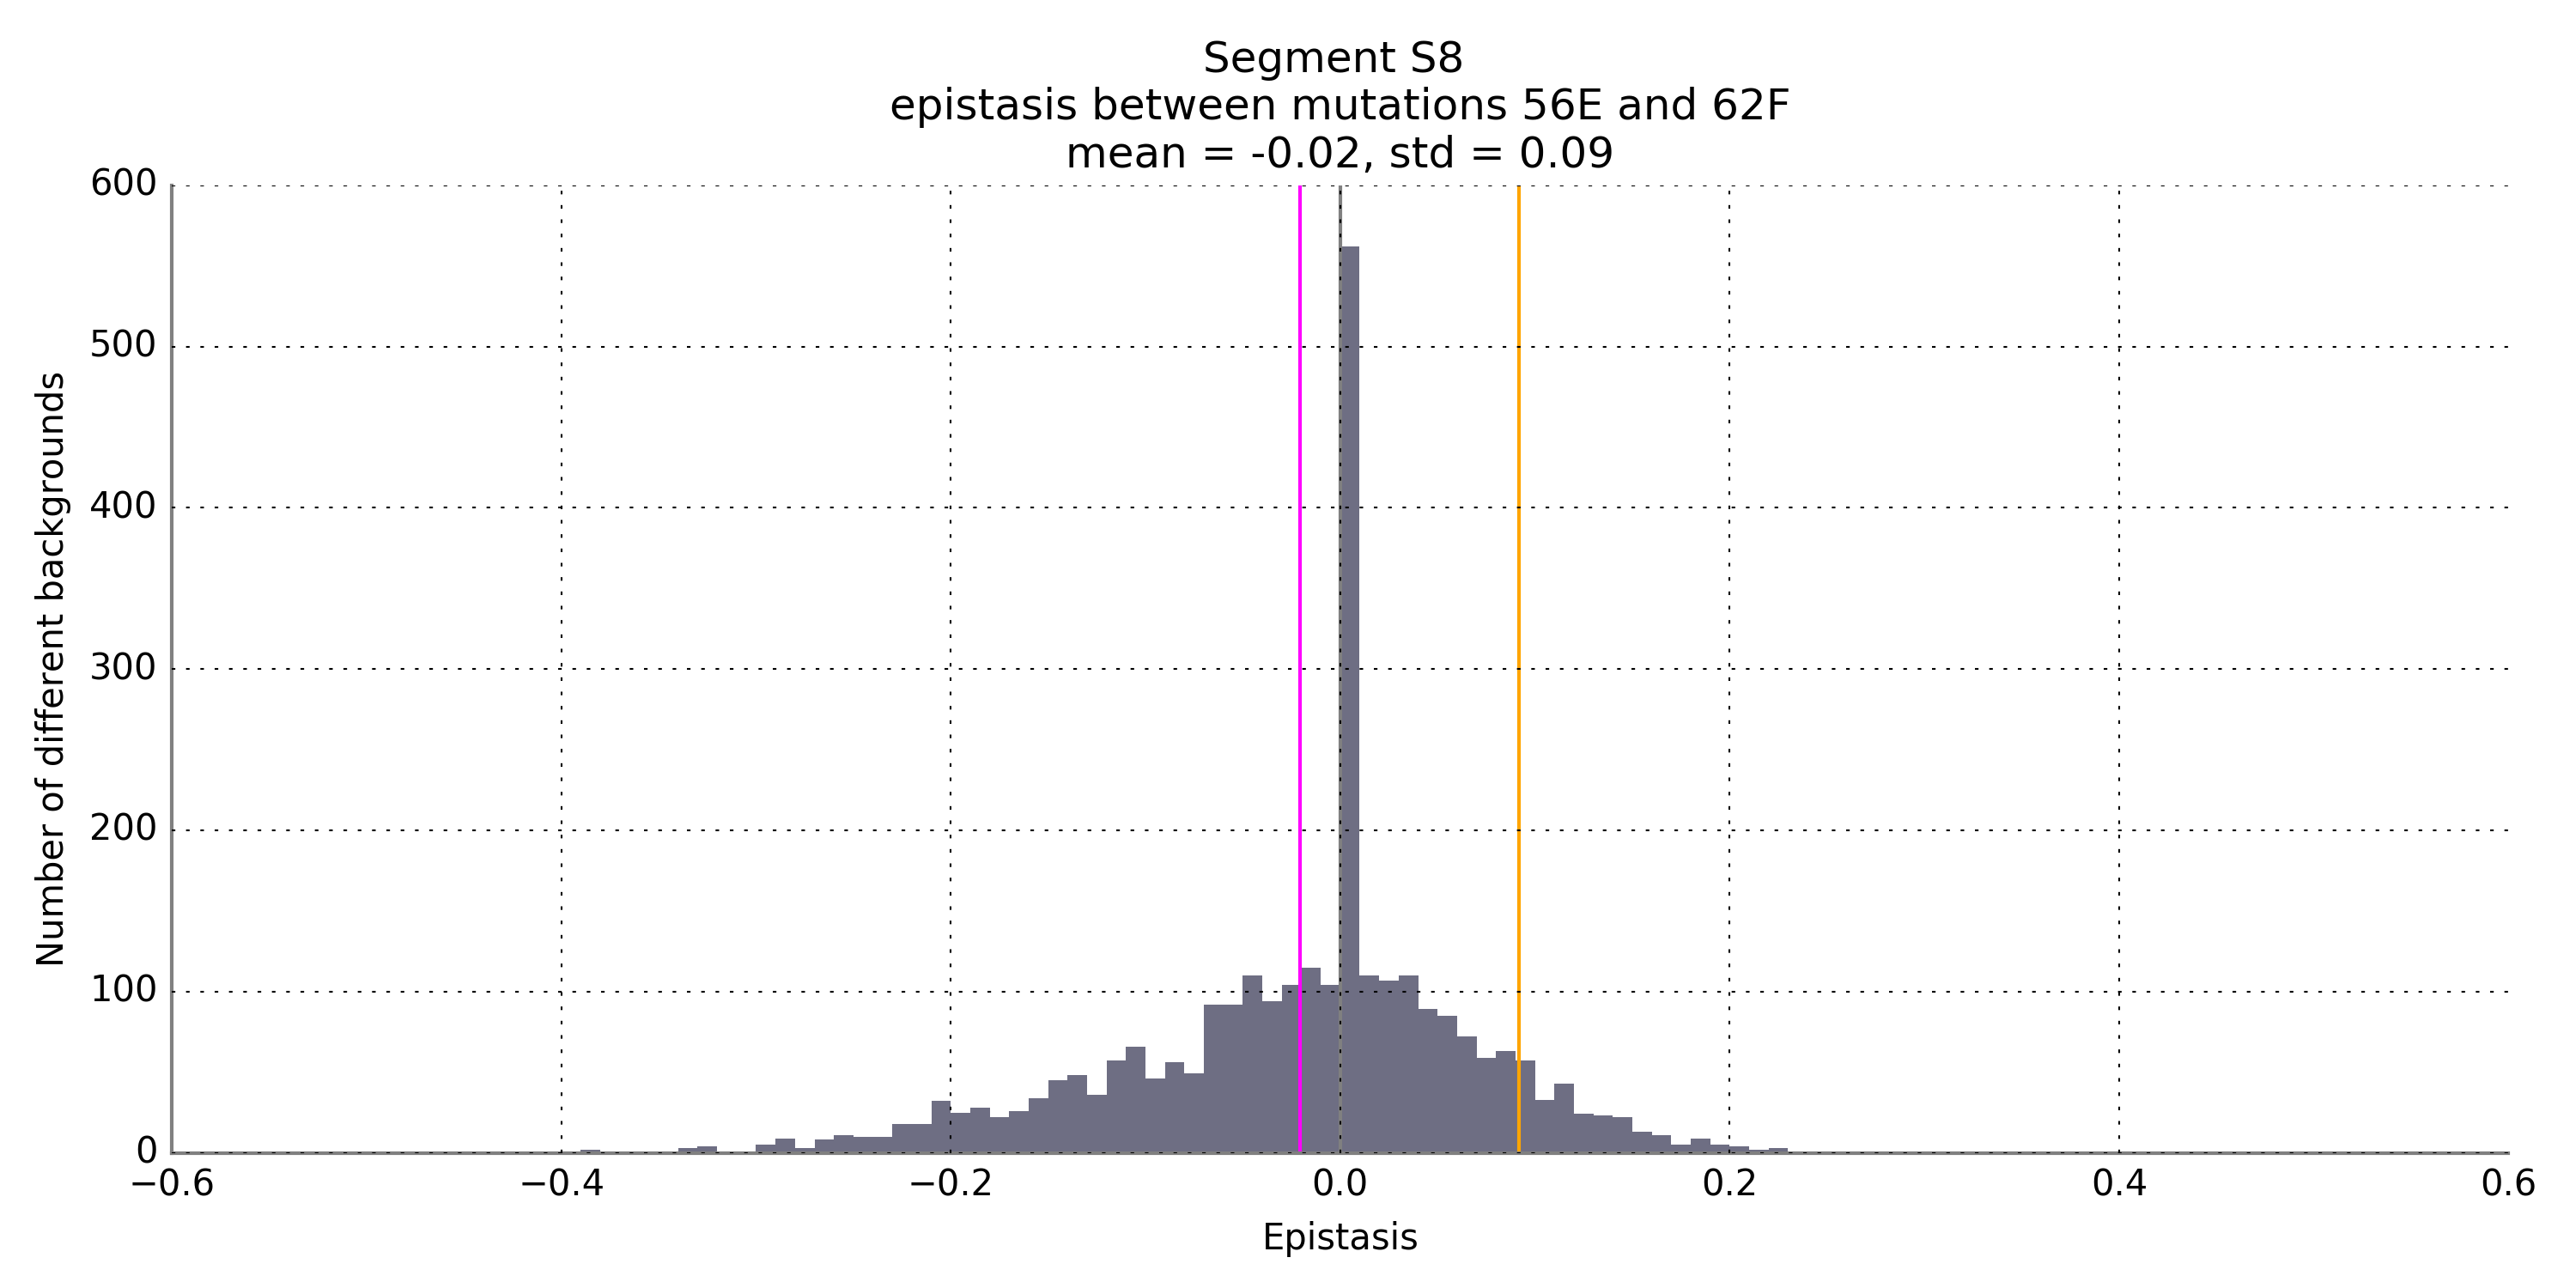 Segment S8
epistasis between mutations 56E and 62F
mean = -0.02, std = 0.09
600
500
400
300
200
100
0
Number of different backgrounds
−0.6 −0.4 −0.2 0.0 0.2 0.4 0.6
Epistasis